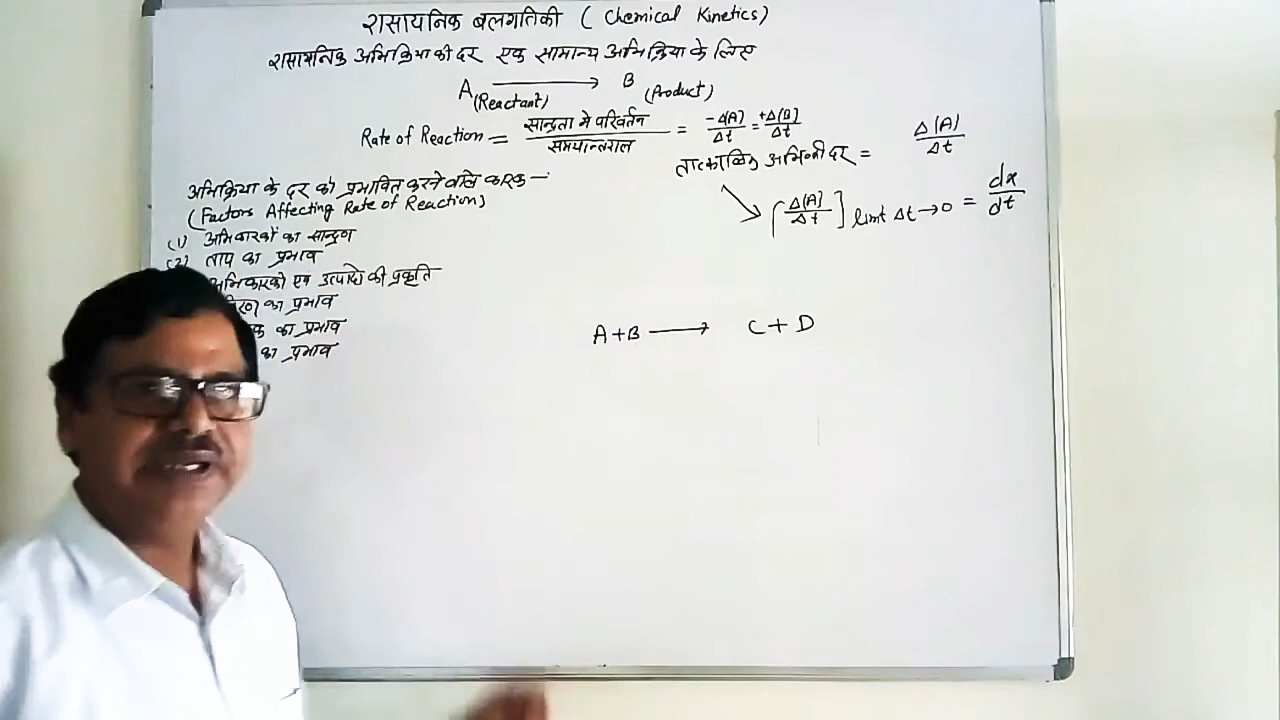 रासायनिक बलगतिकी ( Chemical Kinetics)
रासायनिक अभिक्रिया की दर एक सामान्य अभिक्रिया के लिए
A (Reactant) ⟶ B (Product)
Rate of Reaction = सान्द्रता मे परिवर्तन / समयान्तराल = -Δ(A)/Δt = +Δ(B)/Δt
तात्कालिक अभि० की दर = Δ(A)/Δt
[Δ(A)/Δt] limt Δt→0 = dx/dt
अभिक्रिया के दर को प्रभावित करने वाले कारक —
(Factors Affecting Rate of Reaction)
(1) अभिकारकों का सान्द्रण
(2) ताप का प्रभाव
अभिकारको एवं उत्पादो की प्रकृति
का प्रभाव
का प्रभाव
का प्रभाव
A+B ⟶ C+D